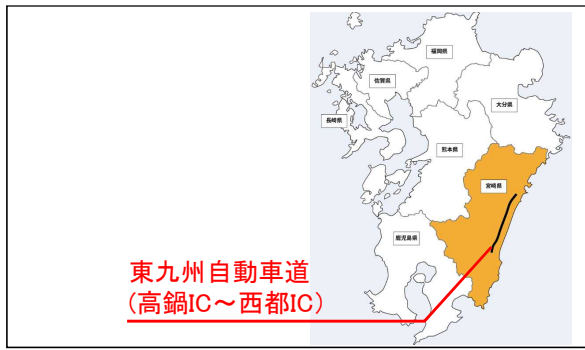 福岡県
佐賀県
大分県
長崎県
熊本県
宮崎県
鹿児島県
東九州自動車道
(高鍋IC～西都IC)